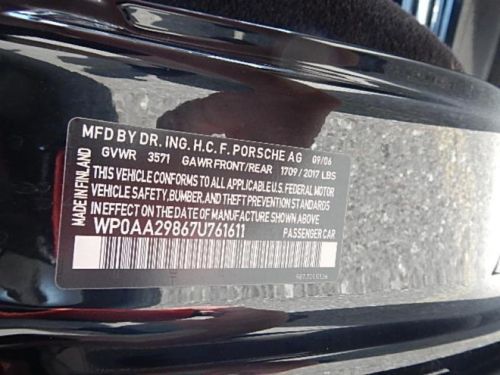 MFD BY DR. ING. H.C. F. PORSCHE AG 09/06
GVWR 3571 GAWR FRONT/REAR 1709 / 2017 LBS
THIS VEHICLE CONFORMS TO ALL APPLICABLE U.S. FEDERAL MOTOR
VEHICLE SAFETY, BUMPER, AND THEFT PREVENTION STANDARDS
IN EFFECT ON THE DATE OF MANUFACTURE SHOWN ABOVE
WP0AA29867U761611 PASSENGER CAR
MADE IN FINLAND